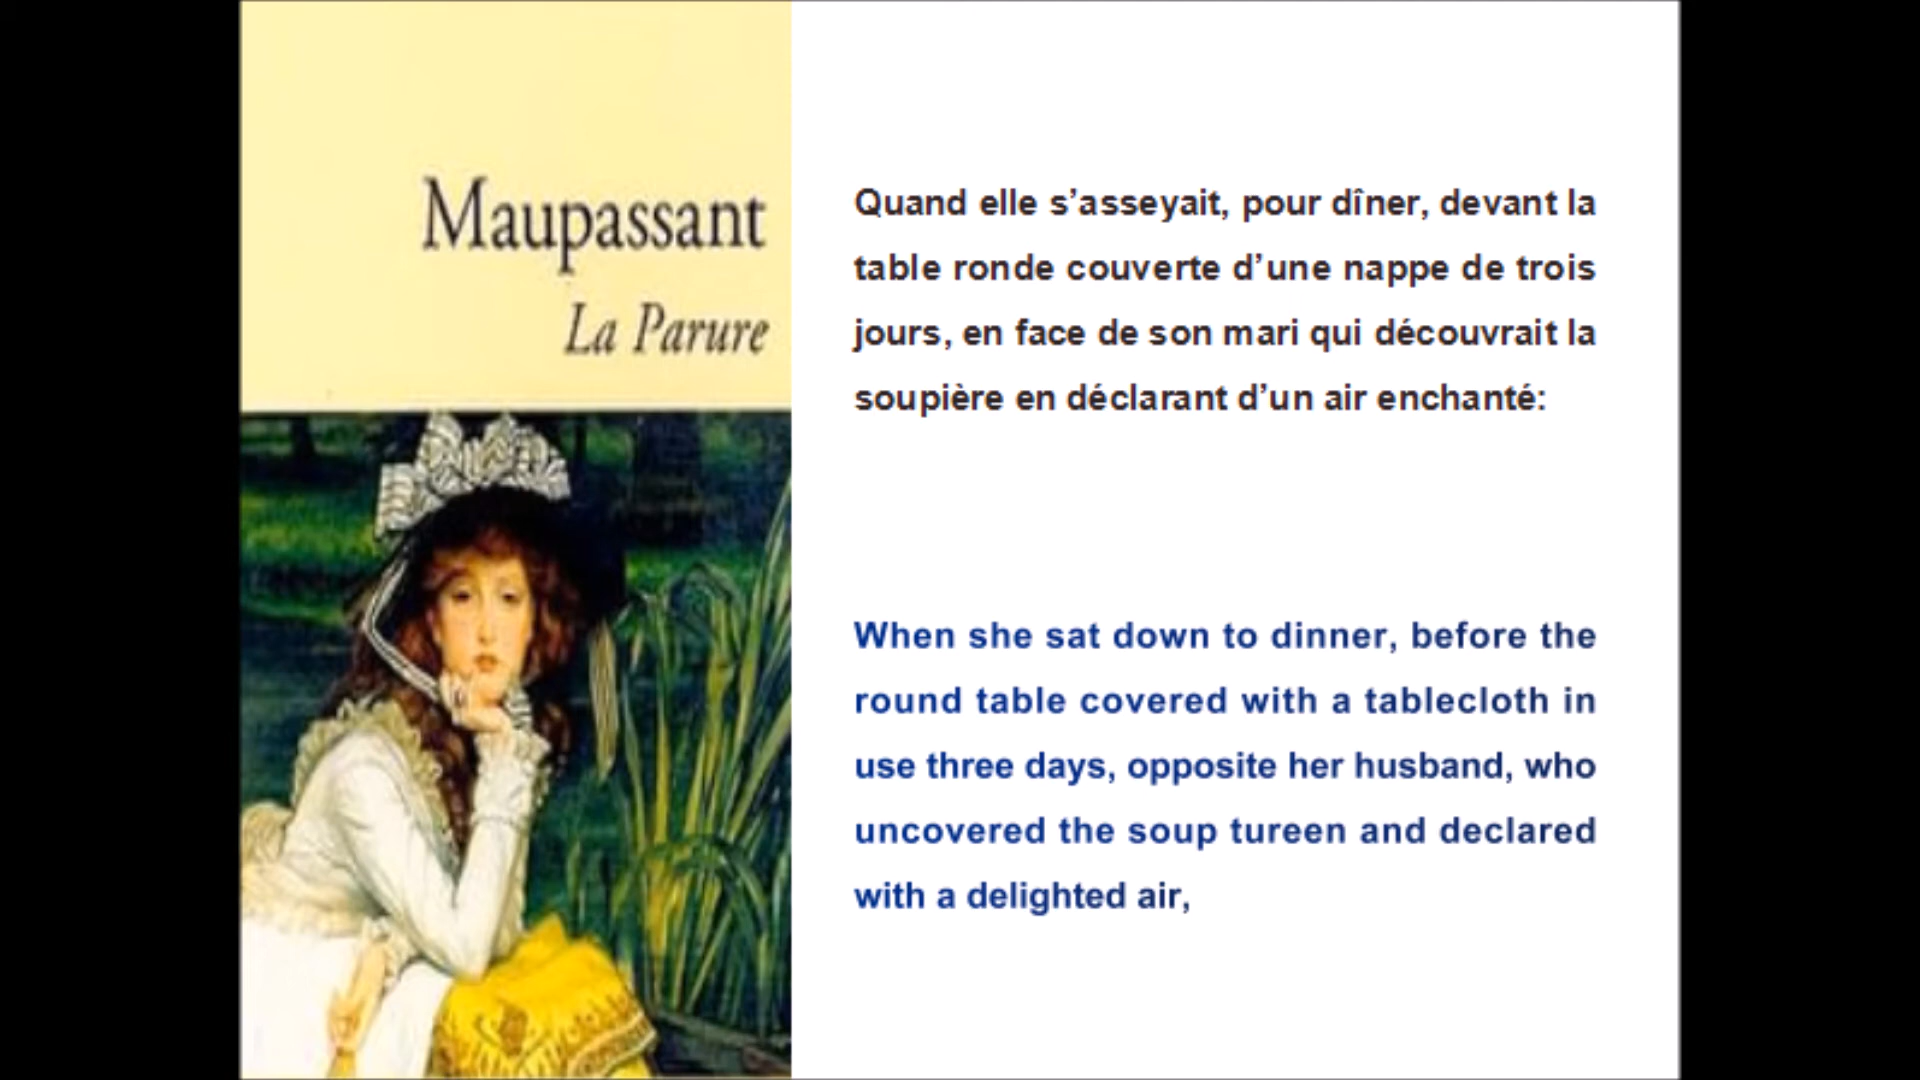 Maupassant
La Parure
Quand elle s’asseyait, pour dîner, devant la
table ronde couverte d’une nappe de trois
jours, en face de son mari qui découvrait la
soupière en déclarant d’un air enchanté:
When she sat down to dinner, before the
round table covered with a tablecloth in
use three days, opposite her husband, who
uncovered the soup tureen and declared
with a delighted air,